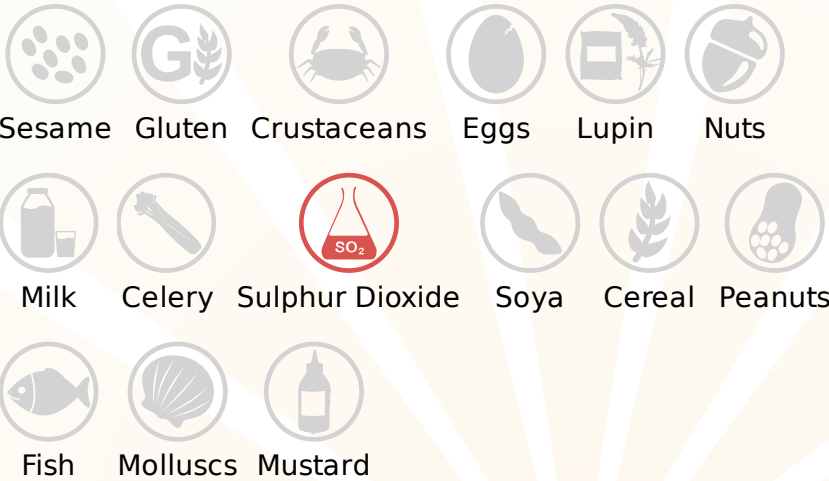 G
Sesame Gluten Crustaceans Eggs Lupin Nuts
SO₂
Milk Celery Sulphur Dioxide Soya Cereal Peanuts
Fish Molluscs Mustard